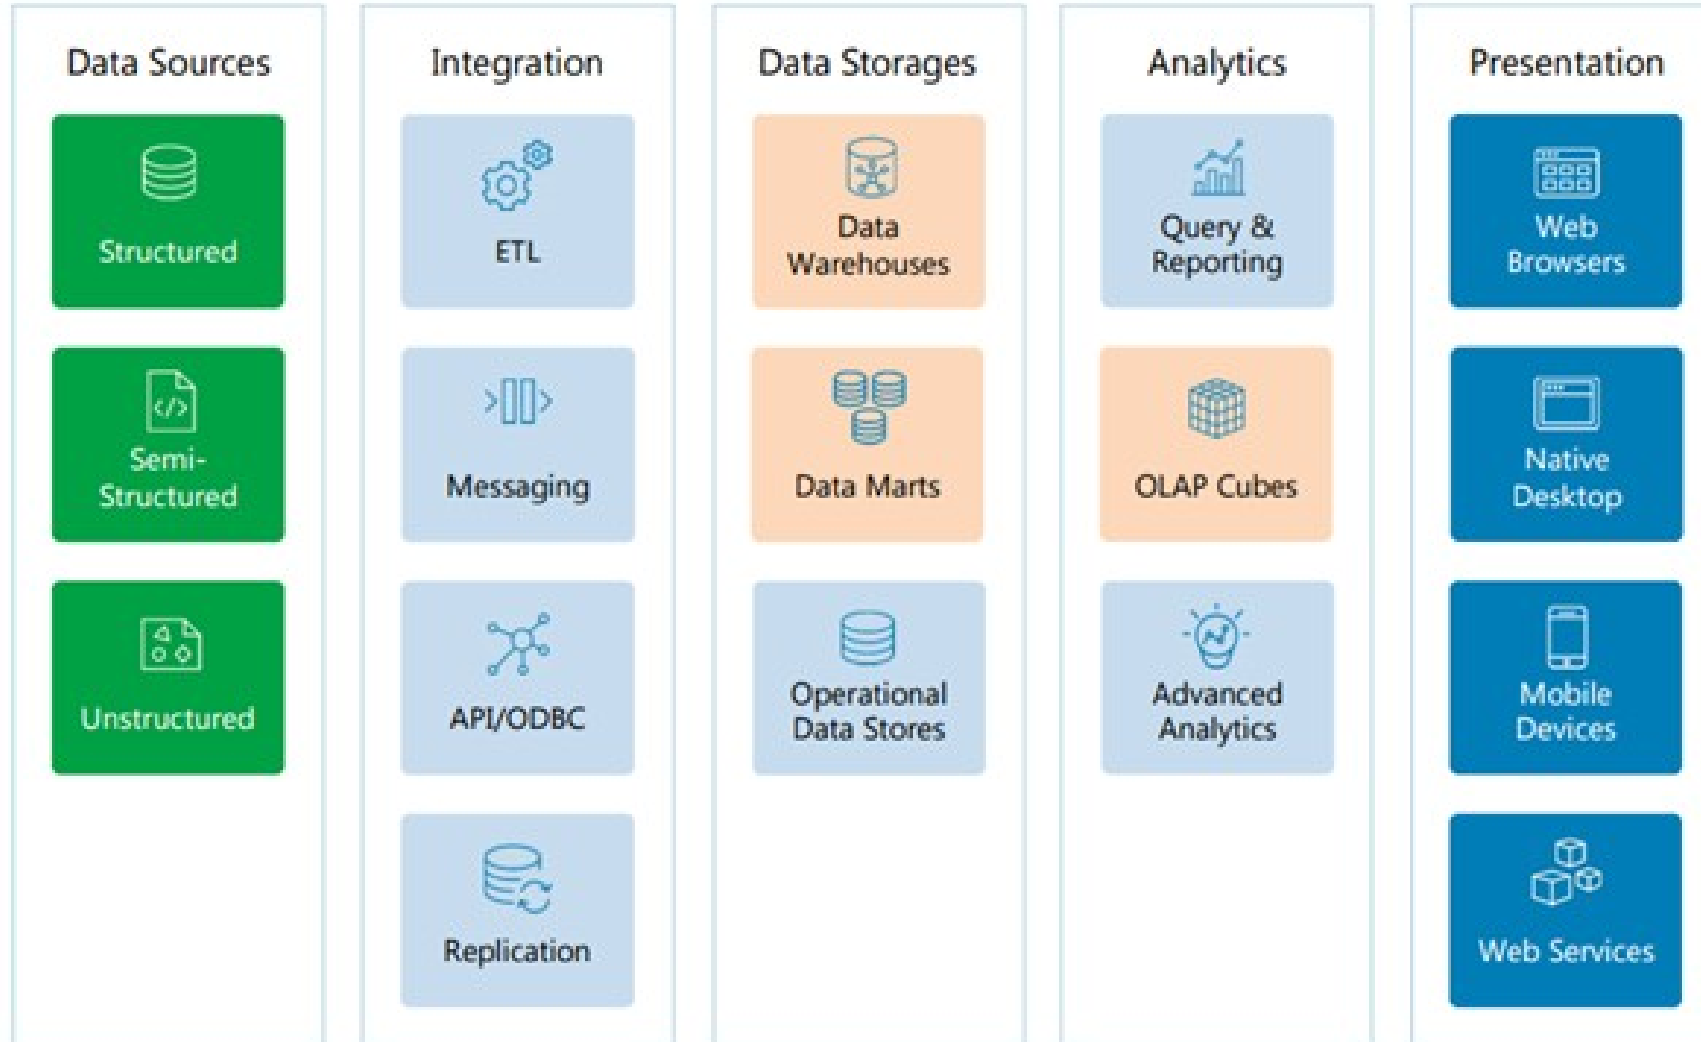 Data Sources
Structured
Semi-
Structured
Unstructured
Integration
ETL
Messaging
API/ODBC
Replication
Data Storages
Data
Warehouses
Data Marts
Operational
Data Stores
Analytics
Query &
Reporting
OLAP Cubes
Advanced
Analytics
Presentation
Web
Browsers
Native
Desktop
Mobile
Devices
Web Services